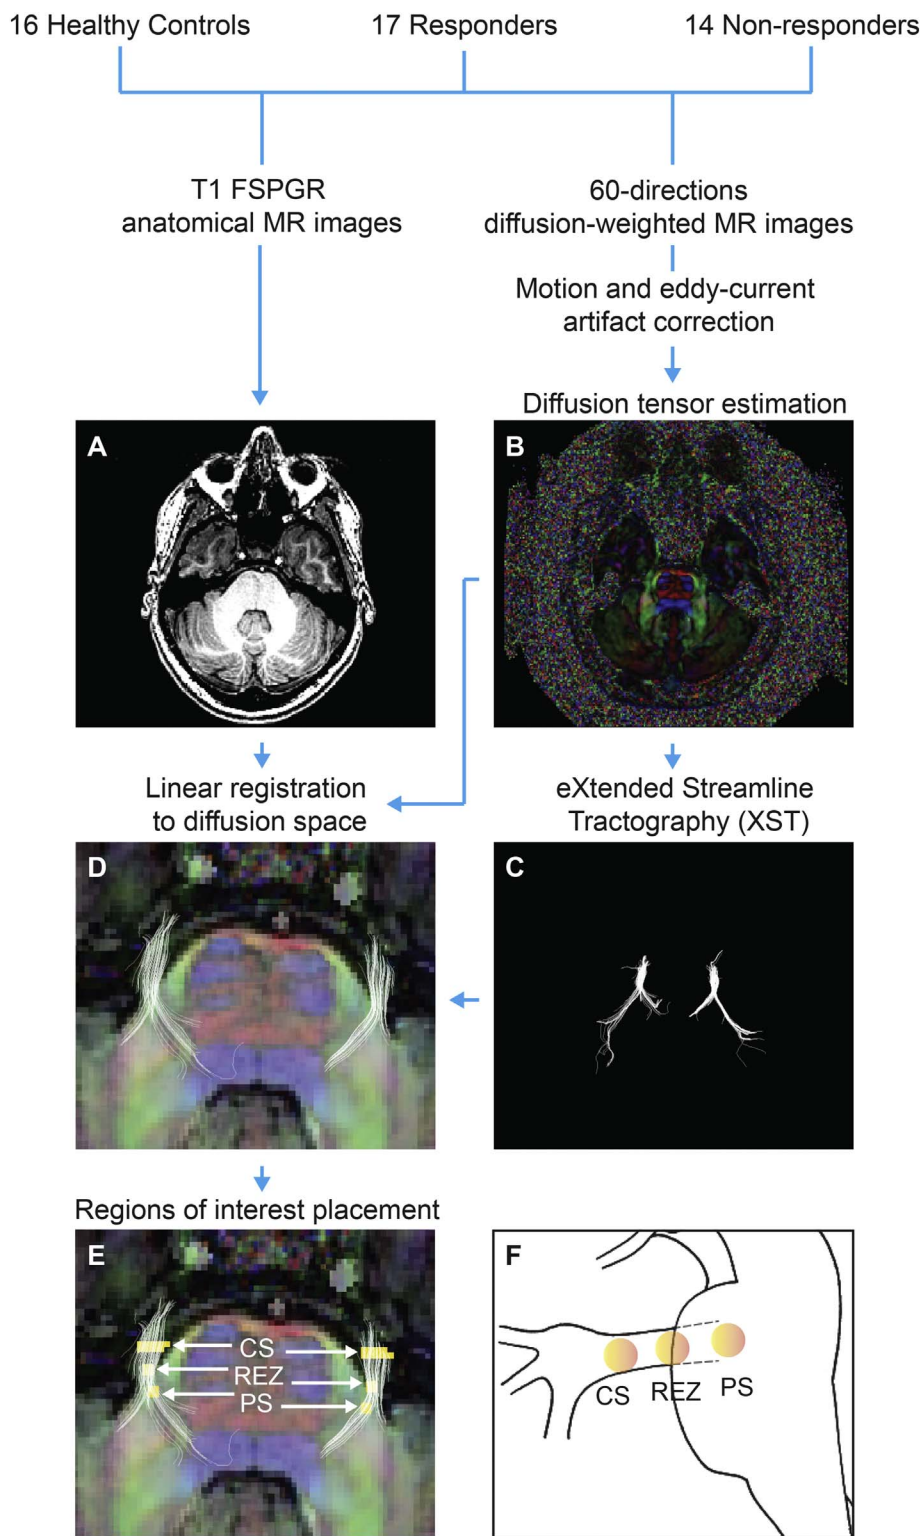 16 Healthy Controls
17 Responders
14 Non-responders
T1 FSPGR
anatomical MR images
60-directions
diffusion-weighted MR images
Motion and eddy-current
artifact correction
Diffusion tensor estimation
A
B
Linear registration
to diffusion space
eXtended Streamline
Tractography (XST)
D
C
Regions of interest placement
E
CS
REZ
PS
F
CS
REZ
PS